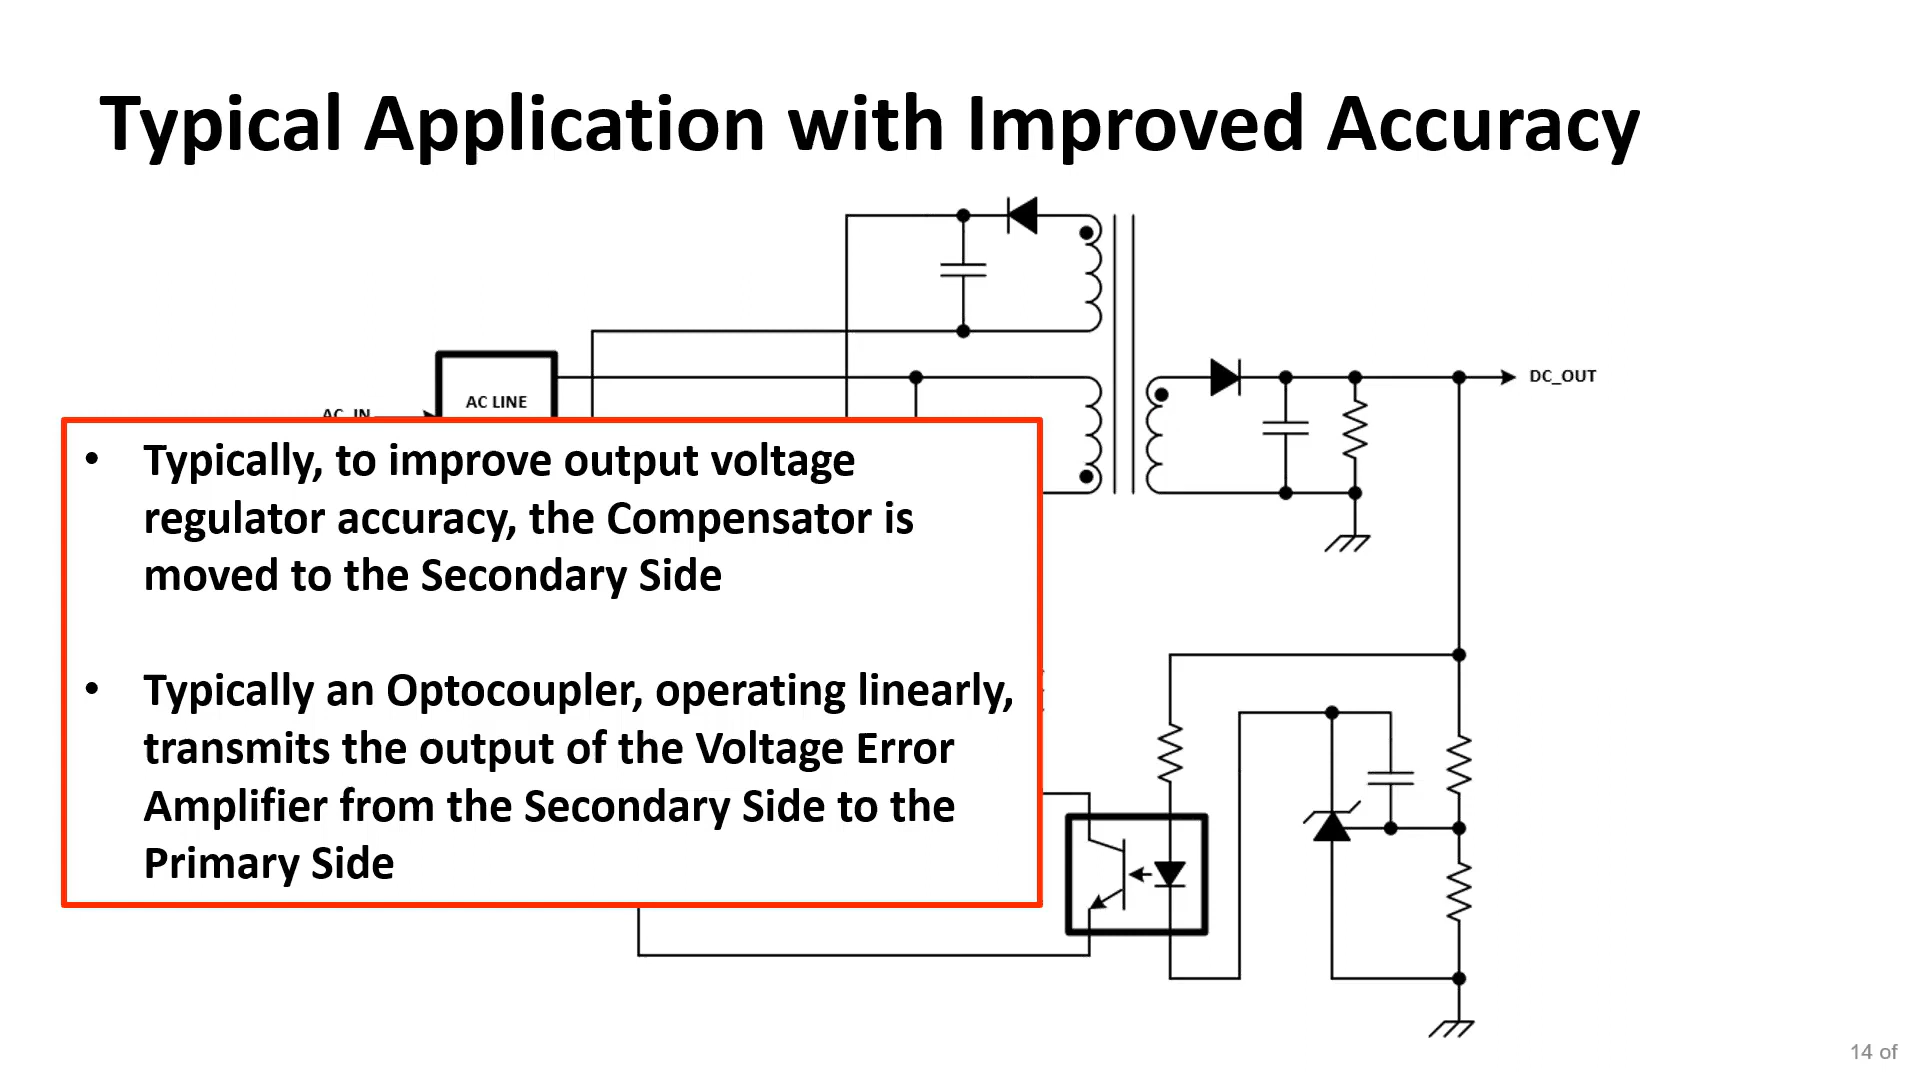 Typical Application with Improved Accuracy
DC_OUT
AC LINE
AC_IN
• Typically, to improve output voltage
regulator accuracy, the Compensator is
moved to the Secondary Side
• Typically an Optocoupler, operating linearly,
transmits the output of the Voltage Error
Amplifier from the Secondary Side to the
Primary Side
14 of